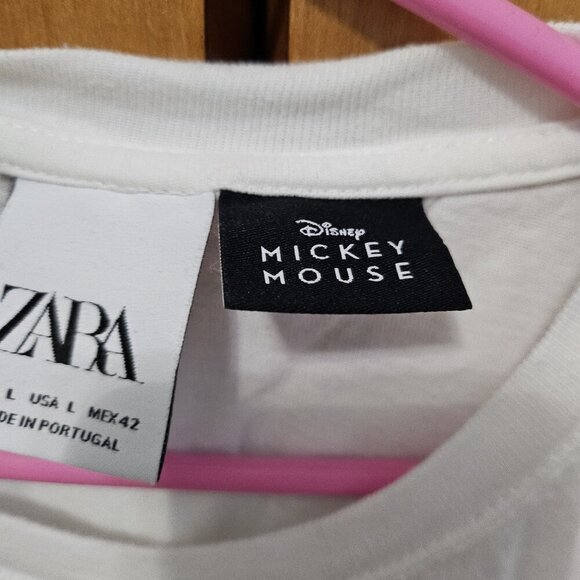 ZARA
L USA L MEX 42
DE IN PORTUGAL
Disney
MICKEY
MOUSE